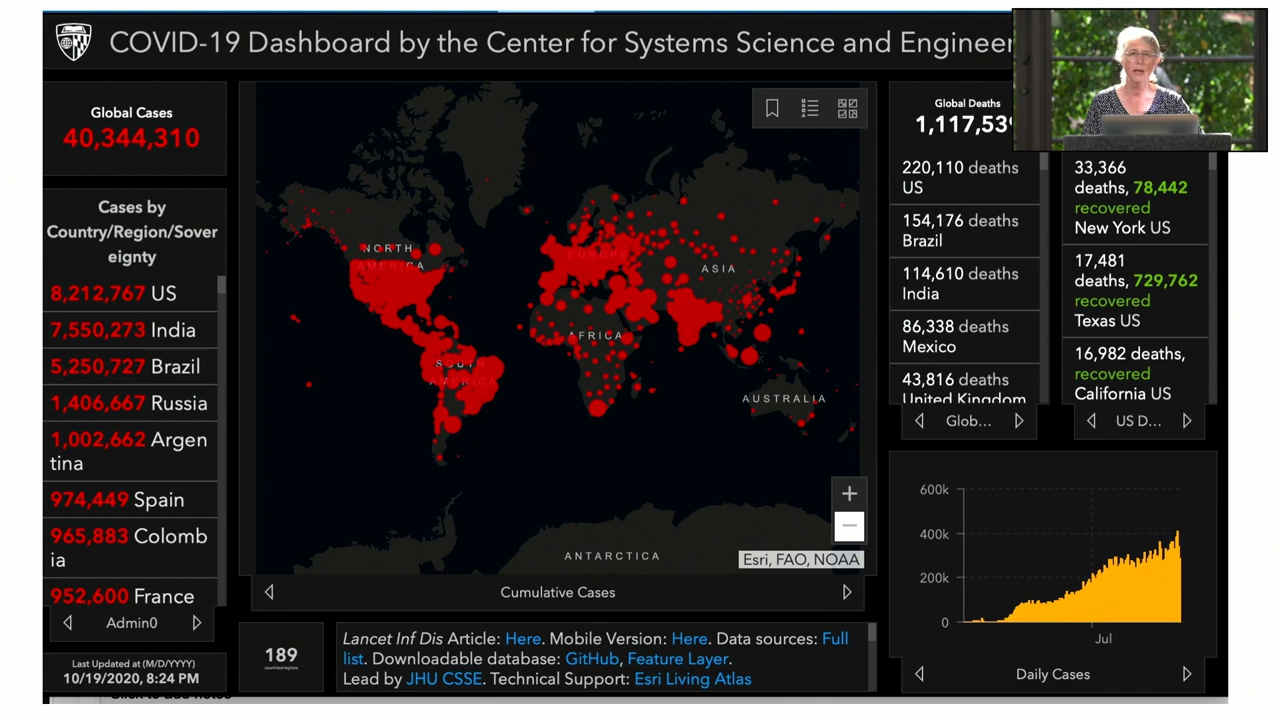 COVID-19 Dashboard by the Center for Systems Science and Engineer
Global Cases
40,344,310
Cases by
Country/Region/Sover
eignty
8,212,767 US
7,550,273 India
5,250,727 Brazil
1,406,667 Russia
1,002,662 Argen
tina
974,449 Spain
965,883 Colomb
ia
952,600 France
Admin0
Last Updated at (M/D/YYYY)
10/19/2020, 8:24 PM
NORTH
AMERICA
SOUTH
AMERICA
EUROPE
ASIA
AFRICA
AUSTRALIA
ANTARCTICA
Esri, FAO, NOAA
Cumulative Cases
189
countries/regions
Lancet Inf Dis Article: Here. Mobile Version: Here. Data sources: Full
list. Downloadable database: GitHub, Feature Layer.
Lead by JHU CSSE. Technical Support: Esri Living Atlas
Global Deaths
1,117,53
220,110 deaths
US
154,176 deaths
Brazil
114,610 deaths
India
86,338 deaths
Mexico
43,816 deaths
United Kingdom
Glob...
33,366
deaths, 78,442
recovered
New York US
17,481
deaths, 729,762
recovered
Texas US
16,982 deaths,
recovered
California US
US D...
600k
400k
200k
0
Jul
Daily Cases